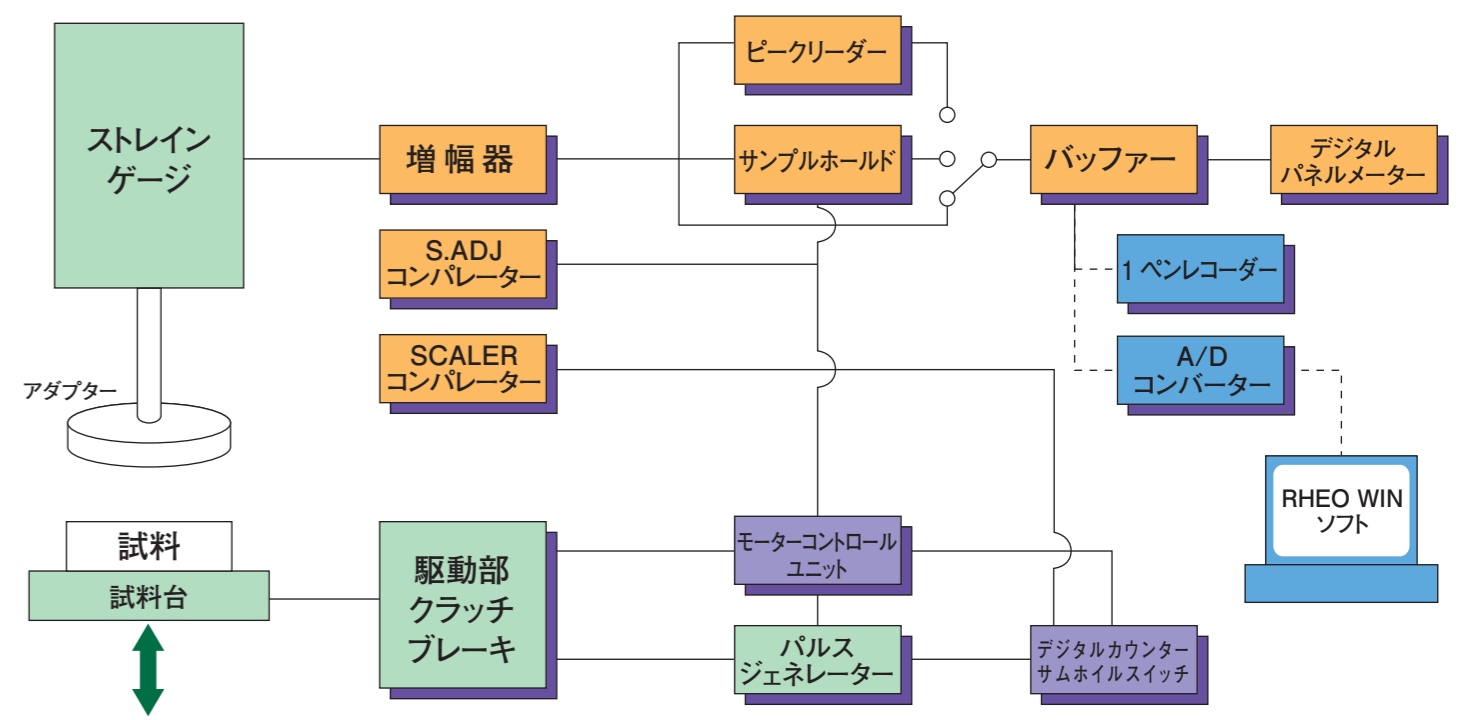 ストレイン
ゲージ
アダプター
試料
試料台
増幅器
S.ADJ
コンパレーター
SCALER
コンパレーター
駆動部
クラッチ
ブレーキ
ピークリーダー
サンプルホールド
モーターコントロール
ユニット
パルス
ジェネレーター
バッファー
デジタル
パネルメーター
1 ペンレコーダー
A/D
コンバーター
RHEO WIN
ソフト
デジタルカウンター
サムホイルスイッチ